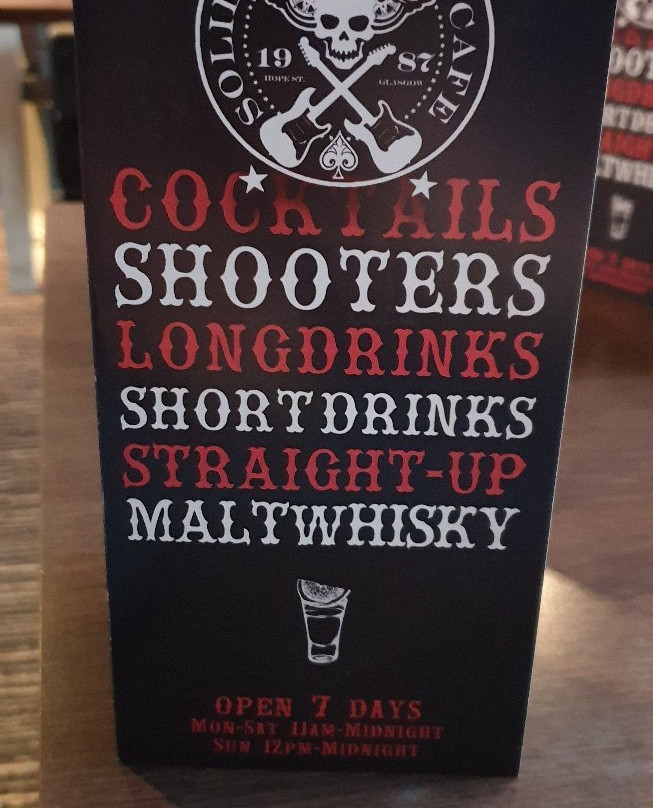 CAFE
19 87
HOPE ST. GLASGOW
COCKTAILS
SHOOTERS
LONGDRINKS
SHORTDRINKS
STRAIGHT-UP
MALTWHISKY
OPEN 7 DAYS
MON-SAT 11AM-MIDNIGHT
SUN 12PM-MIDNIGHT